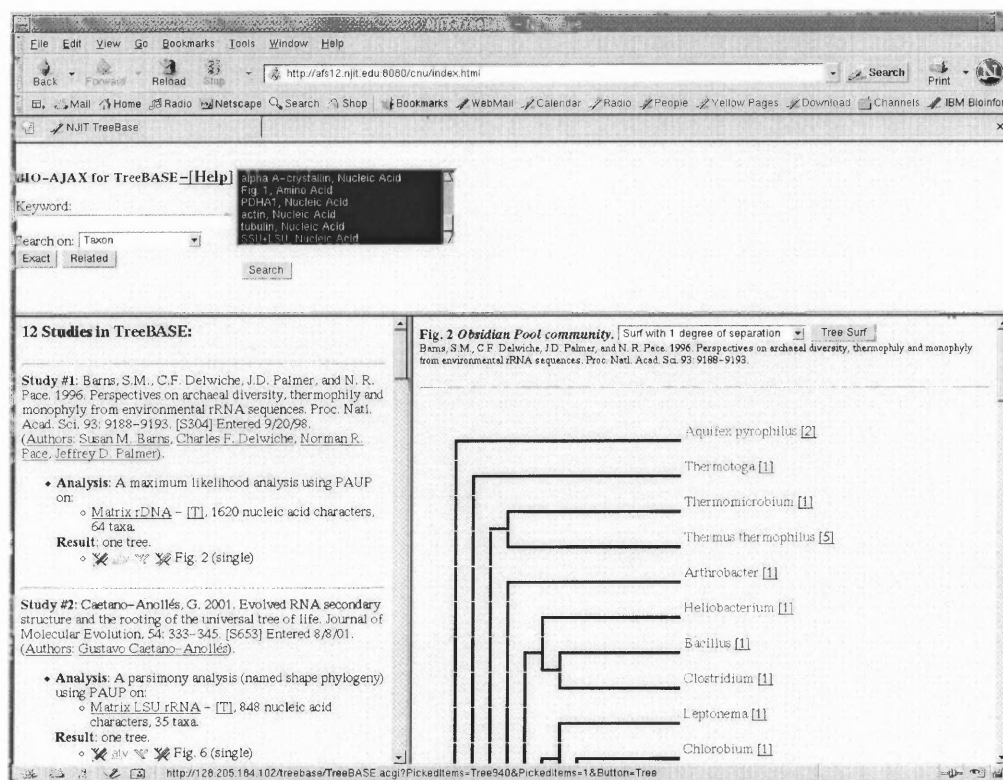 File Edit View Go Bookmarks Tools Window Help
Back Forward Reload Stop http://afs12.njit.edu:8080/cnu/index.html Search Print
Mail Home Radio Netscape Search Shop Bookmarks WebMail Calendar Radio People Yellow Pages Download Channels IBM Bioinfor
NJIT TreeBase
BIO-AJAX for TreeBASE-[Help]
Keyword:
Search on: Taxon
Exact Related
alpha A-crystallin, Nucleic Acid
Fig. 1, Amino Acid
PDHA1, Nucleic Acid
actin, Nucleic Acid
tubulin, Nucleic Acid
SSU+LSU, Nucleic Acid
Search
12 Studies in TreeBASE:
Study #1: Barns, S.M., C.F. Delwiche, J.D. Palmer, and N. R.
Pace. 1996. Perspectives on archaeal diversity, thermophily and
monophyly from environmental rRNA sequences. Proc. Natl.
Acad. Sci. 93: 9188-9193. [S304] Entered 9/20/98.
(Authors: Susan M. Barns, Charles F. Delwiche, Norman R.
Pace, Jeffrey D. Palmer).
Analysis: A maximum likelihood analysis using PAUP
on:
Matrix rDNA - [T], 1620 nucleic acid characters,
64 taxa.
Result: one tree.
Fig. 2 (single)
Study #2: Caetano-Anollés, G. 2001. Evolved RNA secondary
structure and the rooting of the universal tree of life. Journal of
Molecular Evolution, 54: 333-345. [S653] Entered 8/8/01.
(Authors: Gustavo Caetano-Anollés).
Analysis: A parsimony analysis (named shape phylogeny)
using PAUP on:
Matrix LSU rRNA - [T], 848 nucleic acid
characters, 35 taxa.
Result: one tree.
Fig. 6 (single)
Fig. 2 Obsidian Pool community. Surf with 1 degree of separation Tree Surf
Barns, S.M., C.F. Delwiche, J.D. Palmer, and N. R. Pace. 1996. Perspectives on archaeal diversity, thermophily and monophyly
from environmental rRNA sequences. Proc. Natl. Acad. Sci. 93: 9188-9193.
Aquifex pyrophilus [2]
Thermotoga [1]
Thermomicrobium [1]
Thermus thermophilus [5]
Arthrobacter [1]
Heliobacterium [1]
Bacillus [1]
Clostridium [1]
Leptonema [1]
Chlorobium [1]
http://128.205.184.102/treebase/TreeBASE.acgi?PickedItems=Tree940&PickedItems=1&Button=Tree